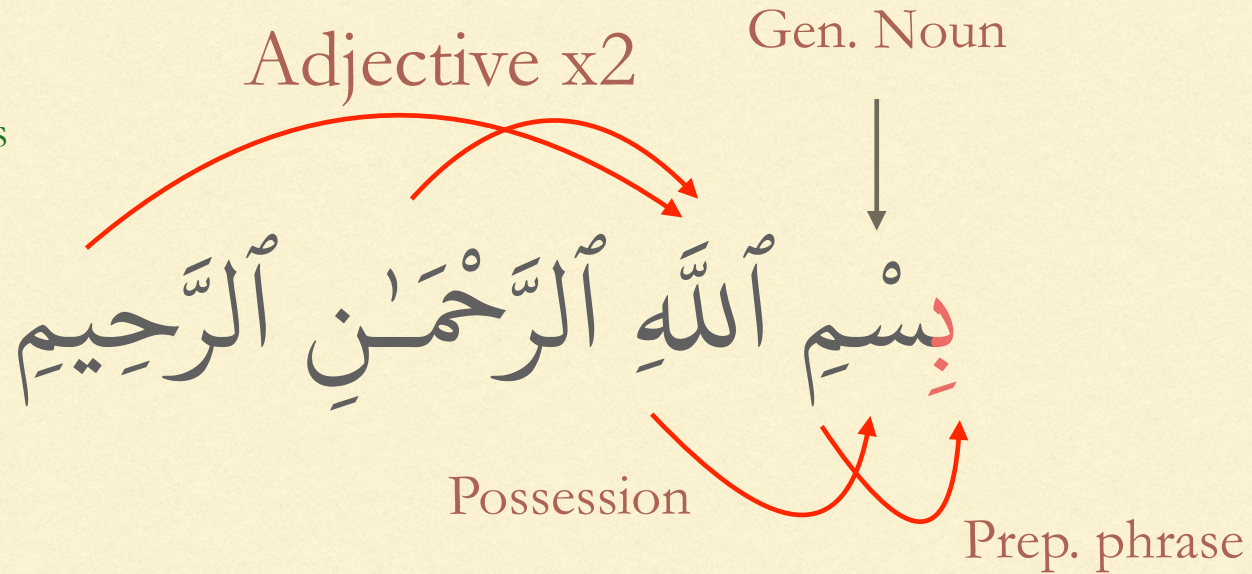 Gen. Noun
Adjective x2
s
بِسْمِ ٱللَّهِ ٱلرَّحْمَـٰنِ ٱلرَّحِيمِ
Possession
Prep. phrase